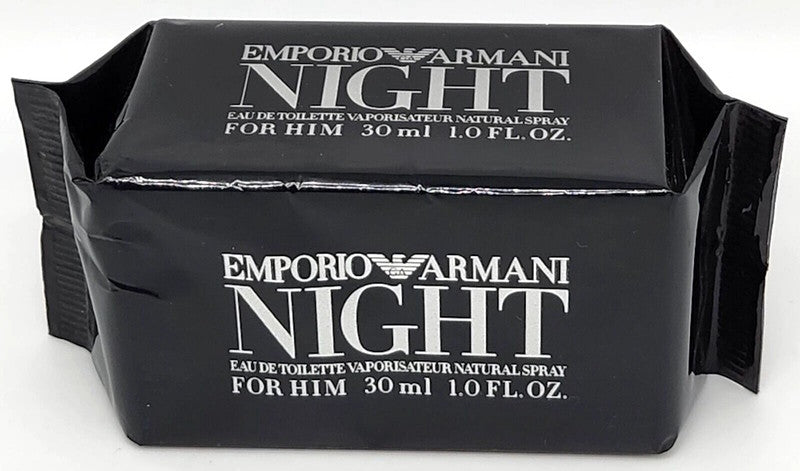 EMPORIO ARMANI
NIGHT
EAU DE TOILETTE VAPORISATEUR NATURAL SPRAY
FOR HIM 30 ml 1.0 FL. OZ.
EMPORIO ARMANI
NIGHT
EAU DE TOILETTE VAPORISATEUR NATURAL SPRAY
FOR HIM 30 ml 1.0 FL. OZ.